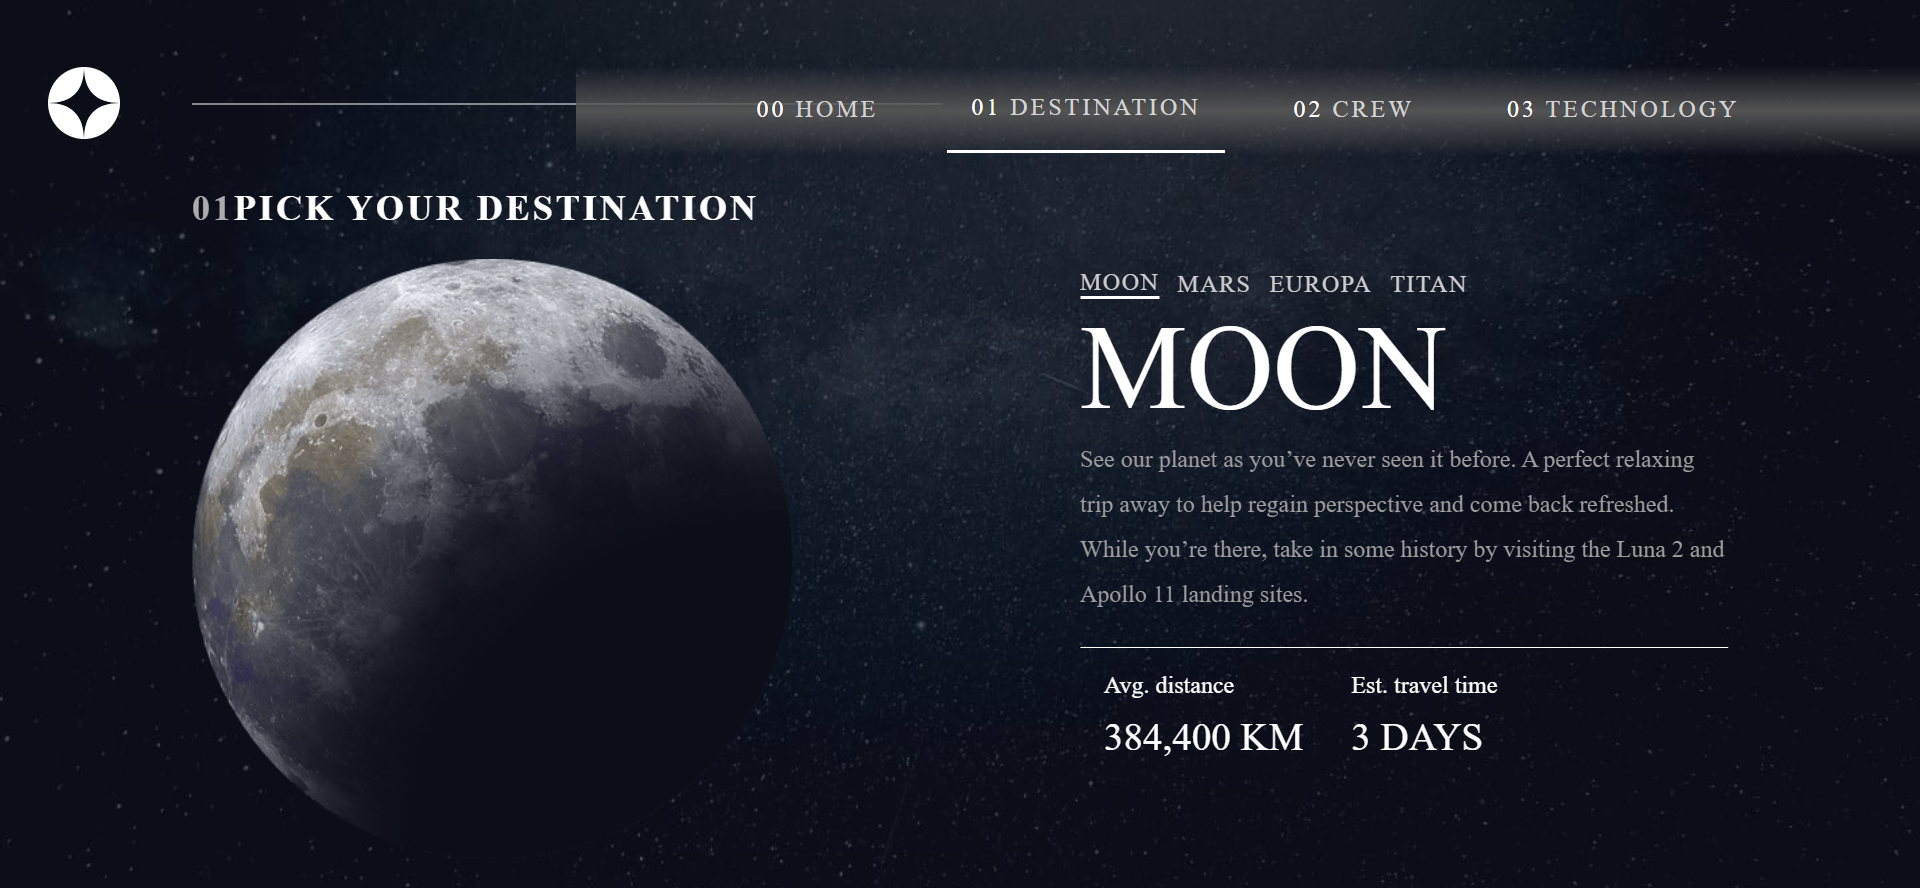 00 HOME 01 DESTINATION 02 CREW 03 TECHNOLOGY
01PICK YOUR DESTINATION
MOON MARS EUROPA TITAN
MOON
See our planet as you’ve never seen it before. A perfect relaxing
trip away to help regain perspective and come back refreshed.
While you’re there, take in some history by visiting the Luna 2 and
Apollo 11 landing sites.
Avg. distance Est. travel time
384,400 KM 3 DAYS